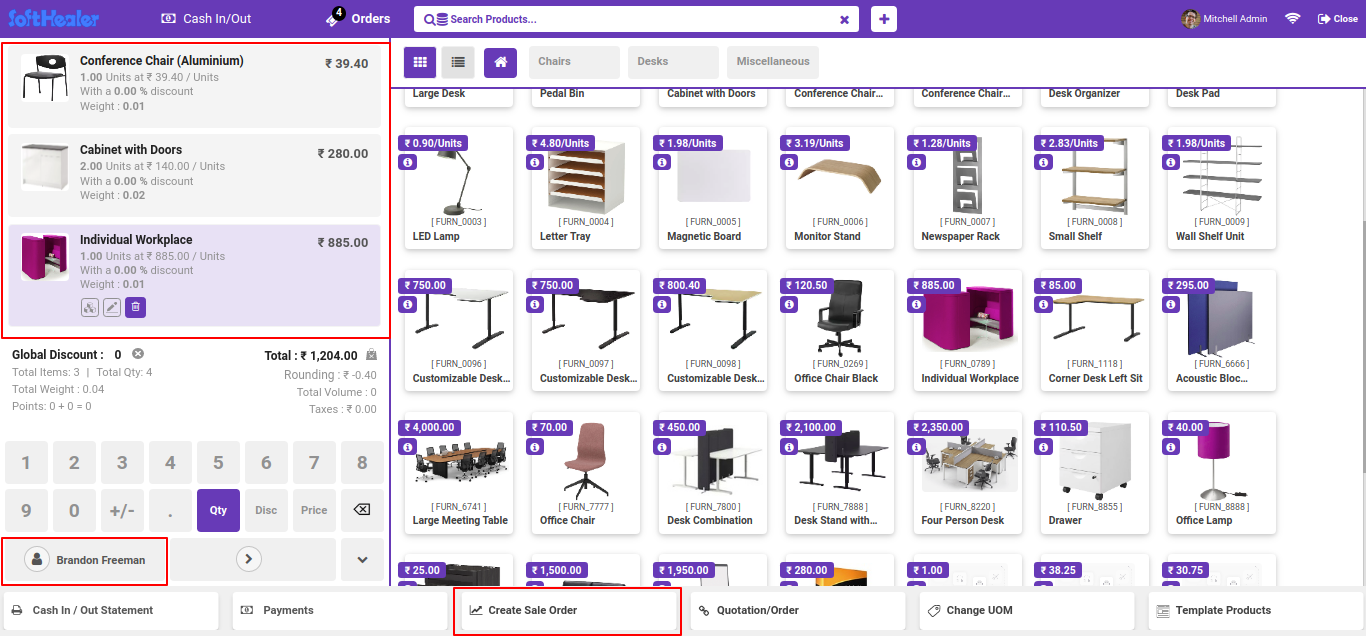 SoftHealer
Cash In/Out
4
Orders
Search Products...
Mitchell Admin
Close
Conference Chair (Aluminium)
₹ 39.40
1.00 Units at ₹ 39.40 / Units
With a 0.00 % discount
Weight : 0.01
Cabinet with Doors
₹ 280.00
2.00 Units at ₹ 140.00 / Units
With a 0.00 % discount
Weight : 0.02
Individual Workplace
₹ 885.00
1.00 Units at ₹ 885.00 / Units
With a 0.00 % discount
Weight : 0.01
Global Discount : 0
Total : ₹ 1,204.00
Total Items: 3 | Total Qty: 4
Rounding : ₹ -0.40
Total Weight : 0.04
Total Volume : 0
Points: 0 + 0 = 0
Taxes : ₹ 0.00
1 2 3 4 5 6 7 8
9 0 +/- . Qty Disc Price
Brandon Freeman
Chairs
Desks
Miscellaneous
Large Desk
Pedal Bin
Cabinet with Doors
Conference Chair...
Conference Chair...
Desk Organizer
Desk Pad
₹ 0.90/Units
[ FURN_0003 ]
LED Lamp
₹ 4.80/Units
[ FURN_0004 ]
Letter Tray
₹ 1.98/Units
[ FURN_0005 ]
Magnetic Board
₹ 3.19/Units
[ FURN_0006 ]
Monitor Stand
₹ 1.28/Units
[ FURN_0007 ]
Newspaper Rack
₹ 2.83/Units
[ FURN_0008 ]
Small Shelf
₹ 1.98/Units
[ FURN_0009 ]
Wall Shelf Unit
₹ 750.00
[ FURN_0096 ]
Customizable Desk...
₹ 750.00
[ FURN_0097 ]
Customizable Desk...
₹ 800.40
[ FURN_0098 ]
Customizable Desk...
₹ 120.50
[ FURN_0269 ]
Office Chair Black
₹ 885.00
[ FURN_0789 ]
Individual Workplace
₹ 85.00
[ FURN_1118 ]
Corner Desk Left Sit
₹ 295.00
[ FURN_6666 ]
Acoustic Bloc...
₹ 4,000.00
[ FURN_6741 ]
Large Meeting Table
₹ 70.00
[ FURN_7777 ]
Office Chair
₹ 450.00
[ FURN_7800 ]
Desk Combination
₹ 2,100.00
[ FURN_7888 ]
Desk Stand with...
₹ 2,350.00
[ FURN_8220 ]
Four Person Desk
₹ 110.50
[ FURN_8855 ]
Drawer
₹ 40.00
[ FURN_8888 ]
Office Lamp
₹ 25.00
₹ 1,500.00
₹ 1,950.00
₹ 280.00
₹ 1.00
₹ 38.25
₹ 30.75
Cash In / Out Statement
Payments
Create Sale Order
Quotation/Order
Change UOM
Template Products